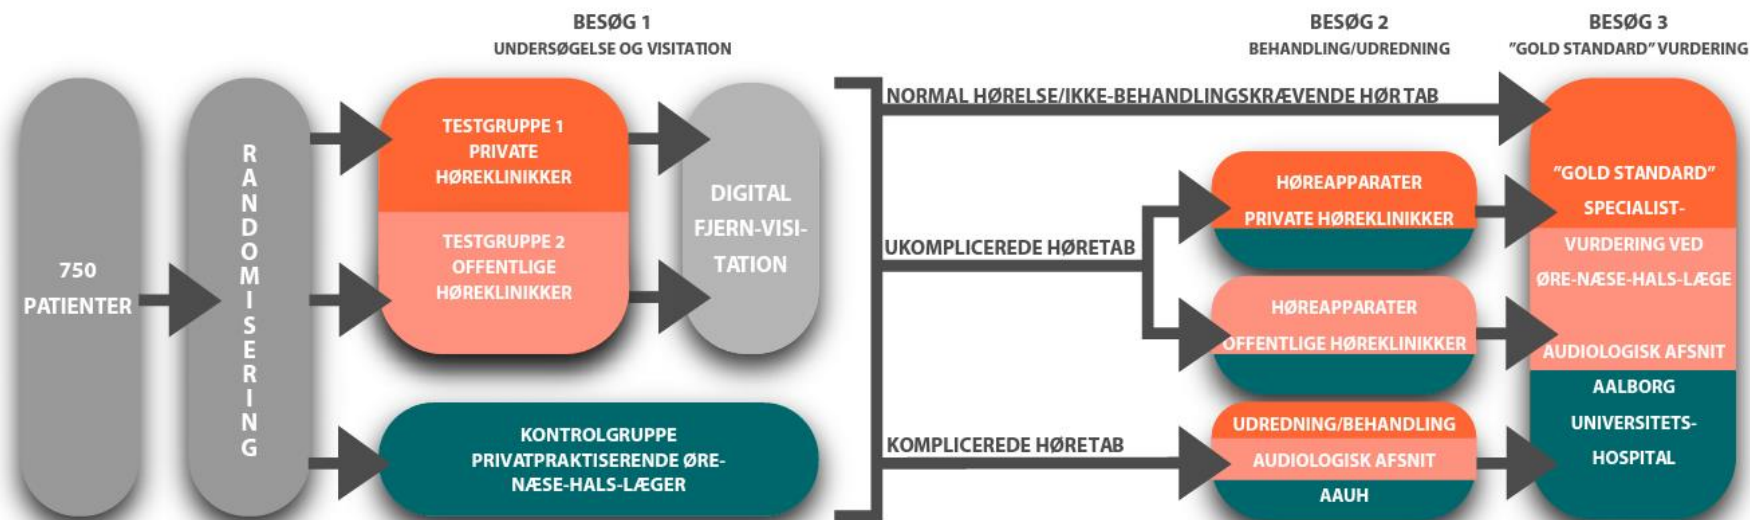 BESØG 1
UNDERSØGELSE OG VISITATION
BESØG 2
BEHANDLING/UDREDNING
BESØG 3
”GOLD STANDARD” VURDERING
750
PATIENTER
RANDOMISERING
TESTGRUPPE 1
PRIVATE
HØREKLINIKKER
TESTGRUPPE 2
OFFENTLIGE
HØREKLINIKKER
DIGITAL
FJERN-VISI-
TATION
KONTROLGRUPPE
PRIVATPRAKTISERENDE ØRE-
NÆSE-HALS-LÆGER
NORMAL HØRELSE/IKKE-BEHANDLINGSKRÆVENDE HØR TAB
UKOMPLICEREDE HØRETAB
KOMPLICEREDE HØRETAB
HØREAPPARATER
PRIVATE HØREKLINIKKER
HØREAPPARATER
OFFENTLIGE HØREKLINIKKER
UDREDNING/BEHANDLING
AUDIOLOGISK AFSNIT
AAUH
”GOLD STANDARD”
SPECIALIST-
VURDERING VED
ØRE-NÆSE-HALS-LÆGE
AUDIOLOGISK AFSNIT
AALBORG
UNIVERSITETS-
HOSPITAL